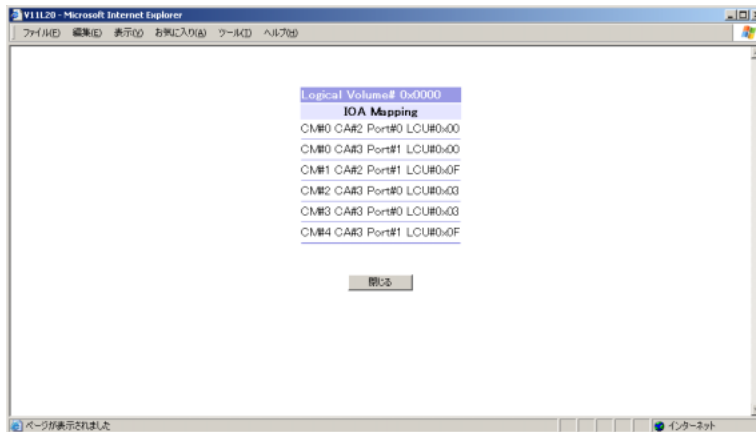 V11L20 - Microsoft Internet Explorer
ファイル(F) 編集(E) 表示(V) お気に入り(A) ツール(T) ヘルプ(H)
Logical Volume# 0x0000
IOA Mapping
CM#0 CA#2 Port#0 LCU#0x00
CM#0 CA#3 Port#1 LCU#0x00
CM#1 CA#2 Port#1 LCU#0x0F
CM#2 CA#3 Port#0 LCU#0x03
CM#3 CA#3 Port#0 LCU#0x03
CM#4 CA#3 Port#1 LCU#0x0F
閉じる
ページが表示されました
インターネット